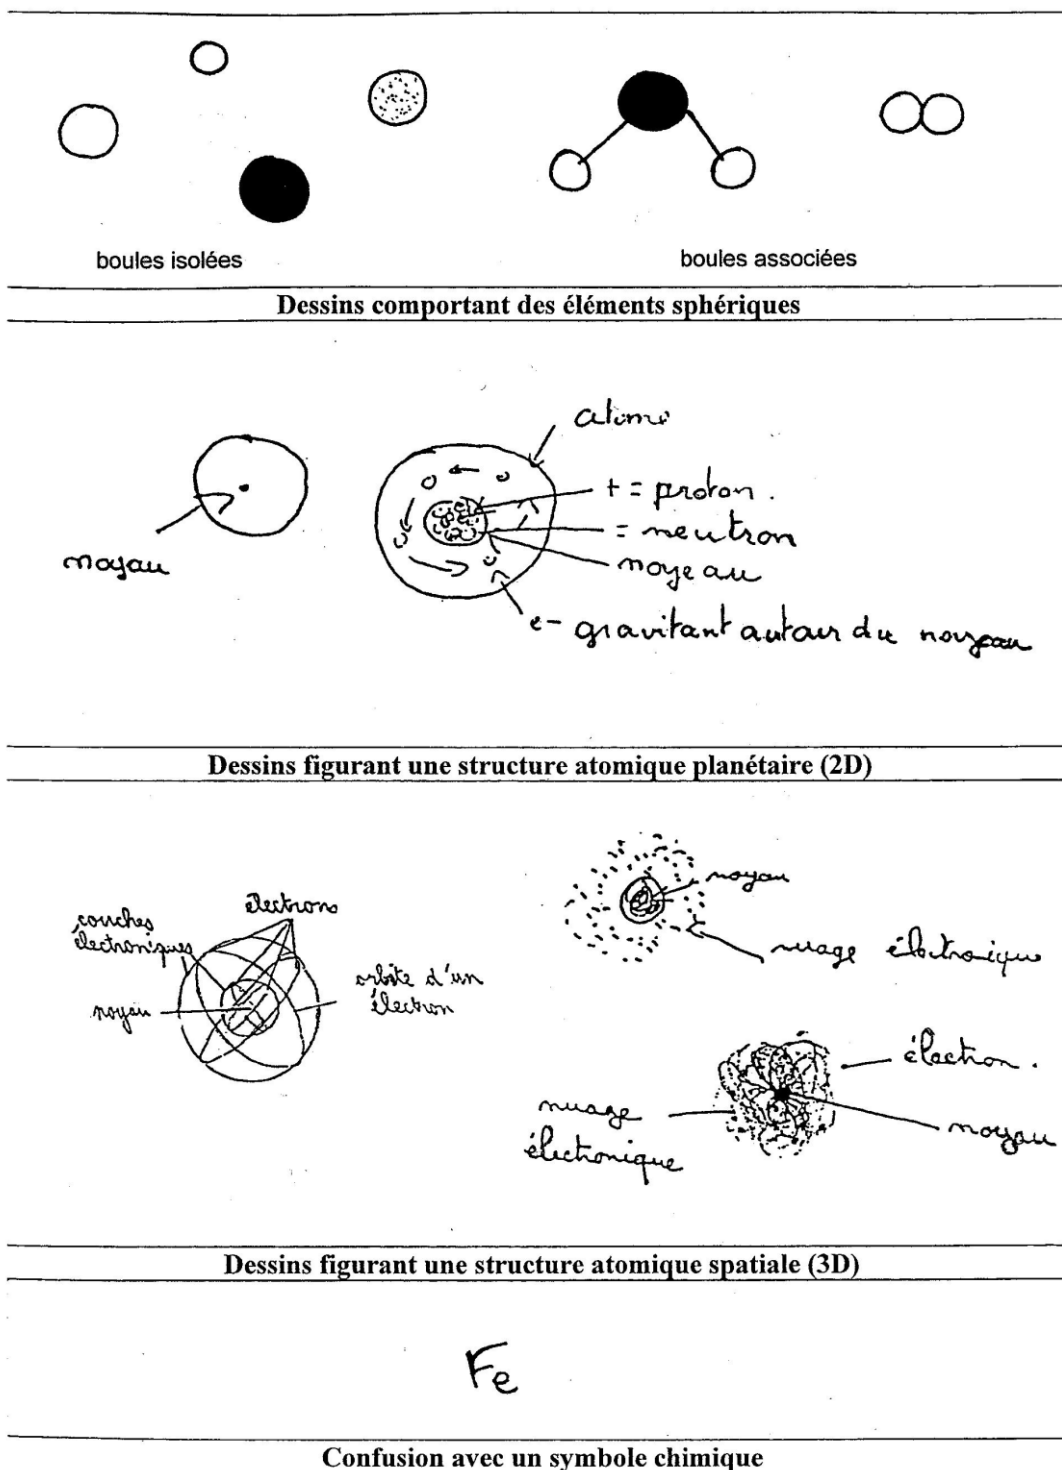 boules isolées
boules associées
Dessins comportant des éléments sphériques
noyau
atome
+ = proton.
= neutron
noyeau
e- gravitant autour du noyeau
Dessins figurant une structure atomique planétaire (2D)
couches
électroniques
électrons
noyau
orbite d'un
électron
noyau
nuage électronique
électron.
nuage
électronique
noyau
Dessins figurant une structure atomique spatiale (3D)
Fe
Confusion avec un symbole chimique